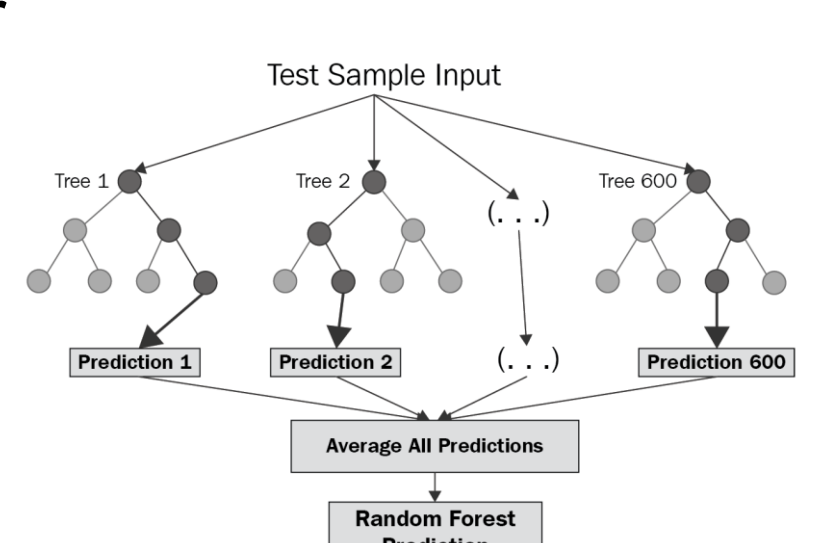 Test Sample Input
Tree 1
Tree 2
Tree 600
(. . .)
Prediction 1
Prediction 2
(. . .)
Prediction 600
Average All Predictions
Random Forest
Prediction